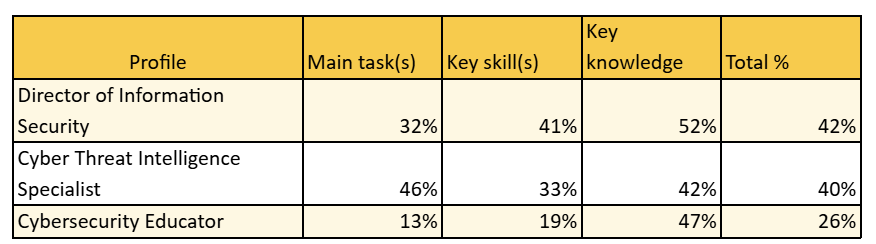 Profile Main task(s) Key skill(s) Key knowledge Total %
Director of Information
Security 32% 41% 52% 42%
Cyber Threat Intelligence
Specialist 46% 33% 42% 40%
Cybersecurity Educator 13% 19% 47% 26%